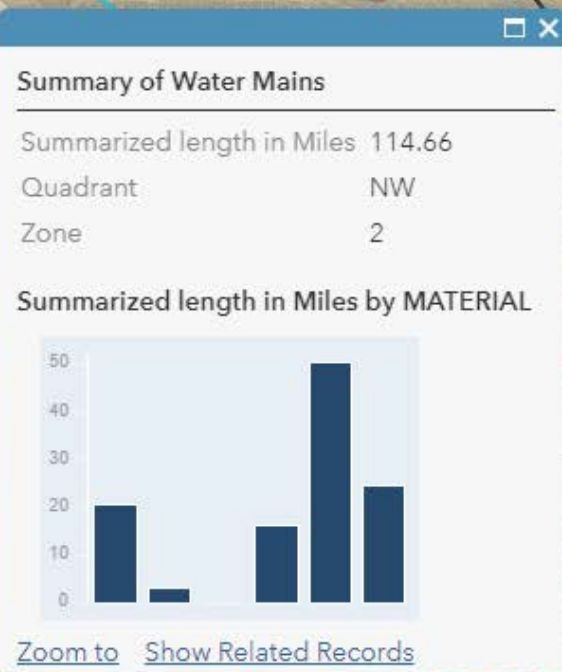 Summary of Water Mains
Summarized length in Miles 114.66
Quadrant NW
Zone 2
Summarized length in Miles by MATERIAL
50
40
30
20
10
0
Zoom to Show Related Records